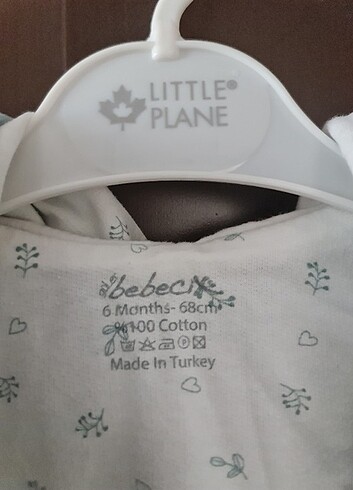 LITTLE®
PLANE
bebecix
6 Months- 68cm
%100 Cotton
Made In Turkey